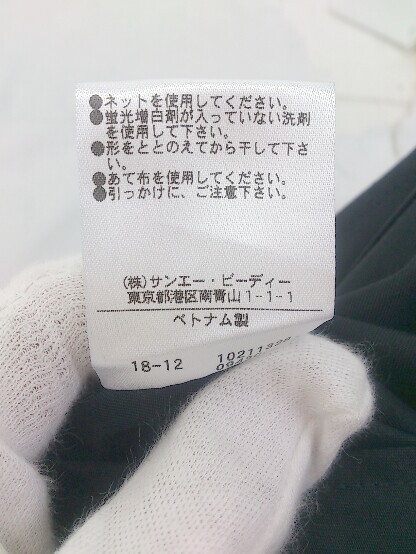 ●ネットを使用してください。
●蛍光増白剤が入っていない洗剤
を使用して下さい。
●形をととのえてから干して下さ
い。
●あて布を使用してください。
●引っかけに、ご注意下さい。
(株)サンエー・ビーディー
東京都港区南青山1-1-1
ベトナム製
18-12